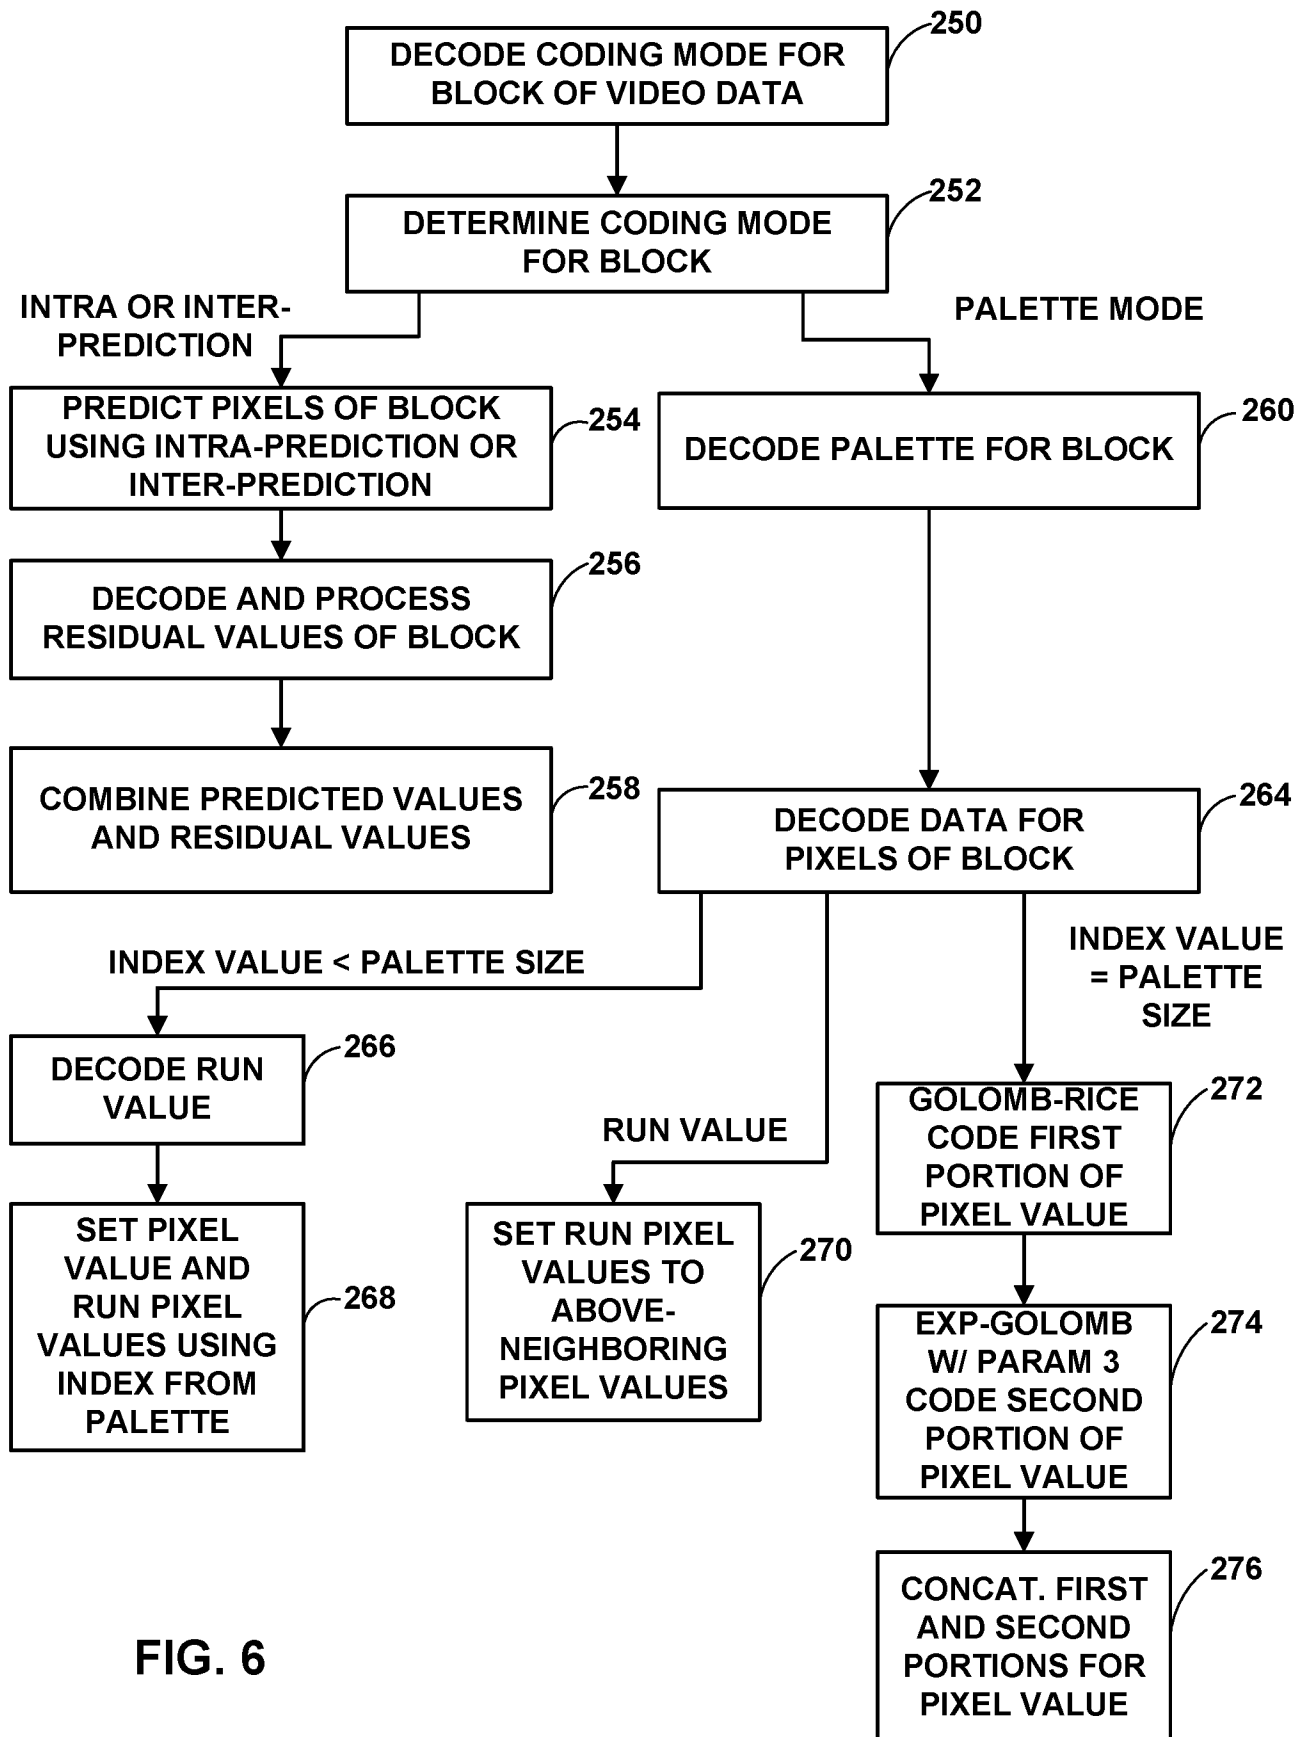 250
DECODE CODING MODE FOR
BLOCK OF VIDEO DATA
252
DETERMINE CODING MODE
FOR BLOCK
INTRA OR INTER-
PREDICTION
PALETTE MODE
PREDICT PIXELS OF BLOCK
USING INTRA-PREDICTION OR
INTER-PREDICTION
254
260
DECODE PALETTE FOR BLOCK
256
DECODE AND PROCESS
RESIDUAL VALUES OF BLOCK
258
COMBINE PREDICTED VALUES
AND RESIDUAL VALUES
264
DECODE DATA FOR
PIXELS OF BLOCK
INDEX VALUE < PALETTE SIZE
INDEX VALUE
= PALETTE
SIZE
266
DECODE RUN
VALUE
RUN VALUE
272
GOLOMB-RICE
CODE FIRST
PORTION OF
PIXEL VALUE
SET PIXEL
VALUE AND
RUN PIXEL
VALUES USING
INDEX FROM
PALETTE
268
SET RUN PIXEL
VALUES TO
ABOVE-
NEIGHBORING
PIXEL VALUES
270
EXP-GOLOMB
W/ PARAM 3
CODE SECOND
PORTION OF
PIXEL VALUE
274
276
CONCAT. FIRST
AND SECOND
PORTIONS FOR
PIXEL VALUE
FIG. 6